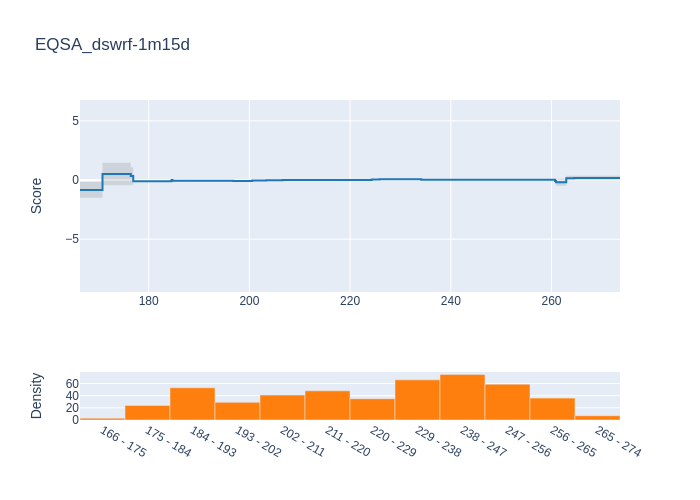 EQSA_dswrf-1m15d
Score
5
0
−5
180
200
220
240
260
Density
60
40
20
0
166 - 175
175 - 184
184 - 193
193 - 202
202 - 211
211 - 220
220 - 229
229 - 238
238 - 247
247 - 256
256 - 265
265 - 274